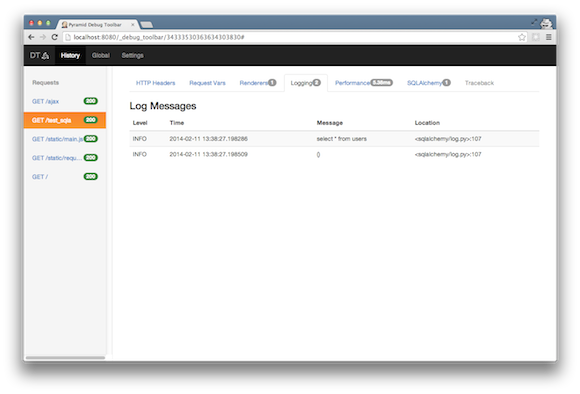 Pyramid Debug Toolbar
localhost:8080/_debug_toolbar/34333530363634303830#
DT History Global Settings
Requests
GET /ajax 200
GET /test_sqla 200
GET /static/main.js 200
GET /static/requ... 200
GET / 200
HTTP Headers Request Vars Renderers 1 Logging 2 Performance SQLAlchemy 1 Traceback
Log Messages
Level Time Message Location
INFO 2014-02-11 13:38:27.198286 select * from users <sqlalchemy/log.py>:107
INFO 2014-02-11 13:38:27.198509 () <sqlalchemy/log.py>:107